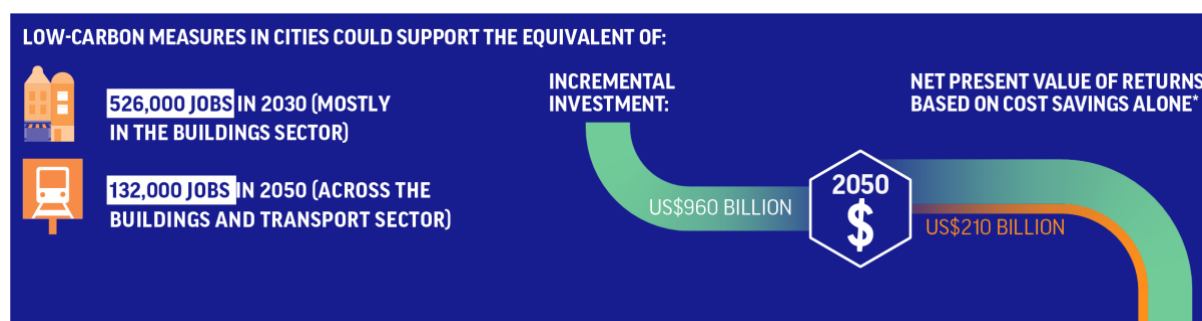 LOW-CARBON MEASURES IN CITIES COULD SUPPORT THE EQUIVALENT OF:
526,000 JOBS IN 2030 (MOSTLY
IN THE BUILDINGS SECTOR)
132,000 JOBS IN 2050 (ACROSS THE
BUILDINGS AND TRANSPORT SECTOR)
INCREMENTAL
INVESTMENT:
US$960 BILLION
2050
$
NET PRESENT VALUE OF RETURNS
BASED ON COST SAVINGS ALONE*
US$210 BILLION